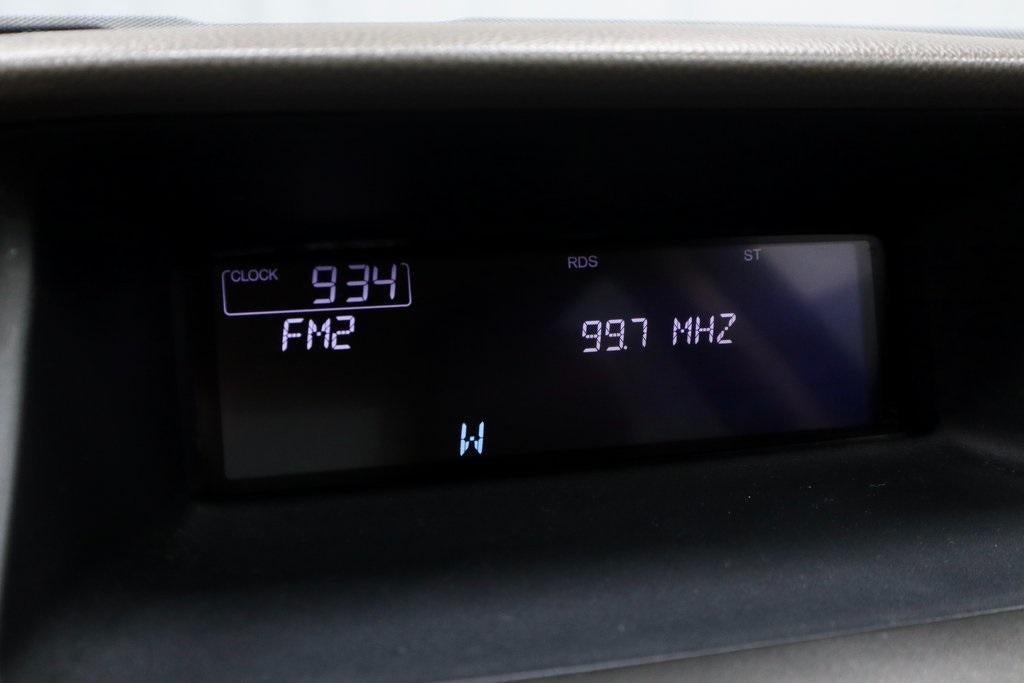 CLOCK 934 RDS ST
FM2 99.7 MHZ
W